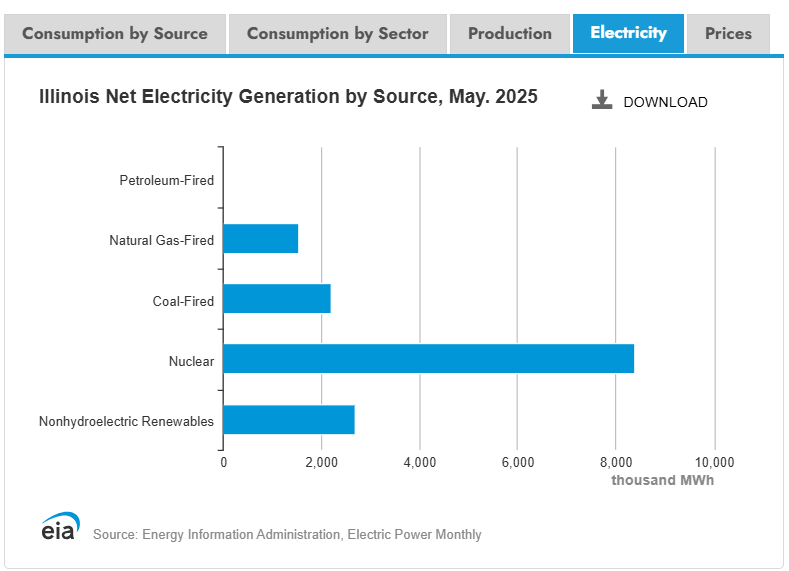 Consumption by Source
Consumption by Sector
Production
Electricity
Prices
Illinois Net Electricity Generation by Source, May. 2025
DOWNLOAD
Petroleum-Fired
Natural Gas-Fired
Coal-Fired
Nuclear
Nonhydroelectric Renewables
0 2,000 4,000 6,000 8,000 10,000
thousand MWh
eia
Source: Energy Information Administration, Electric Power Monthly